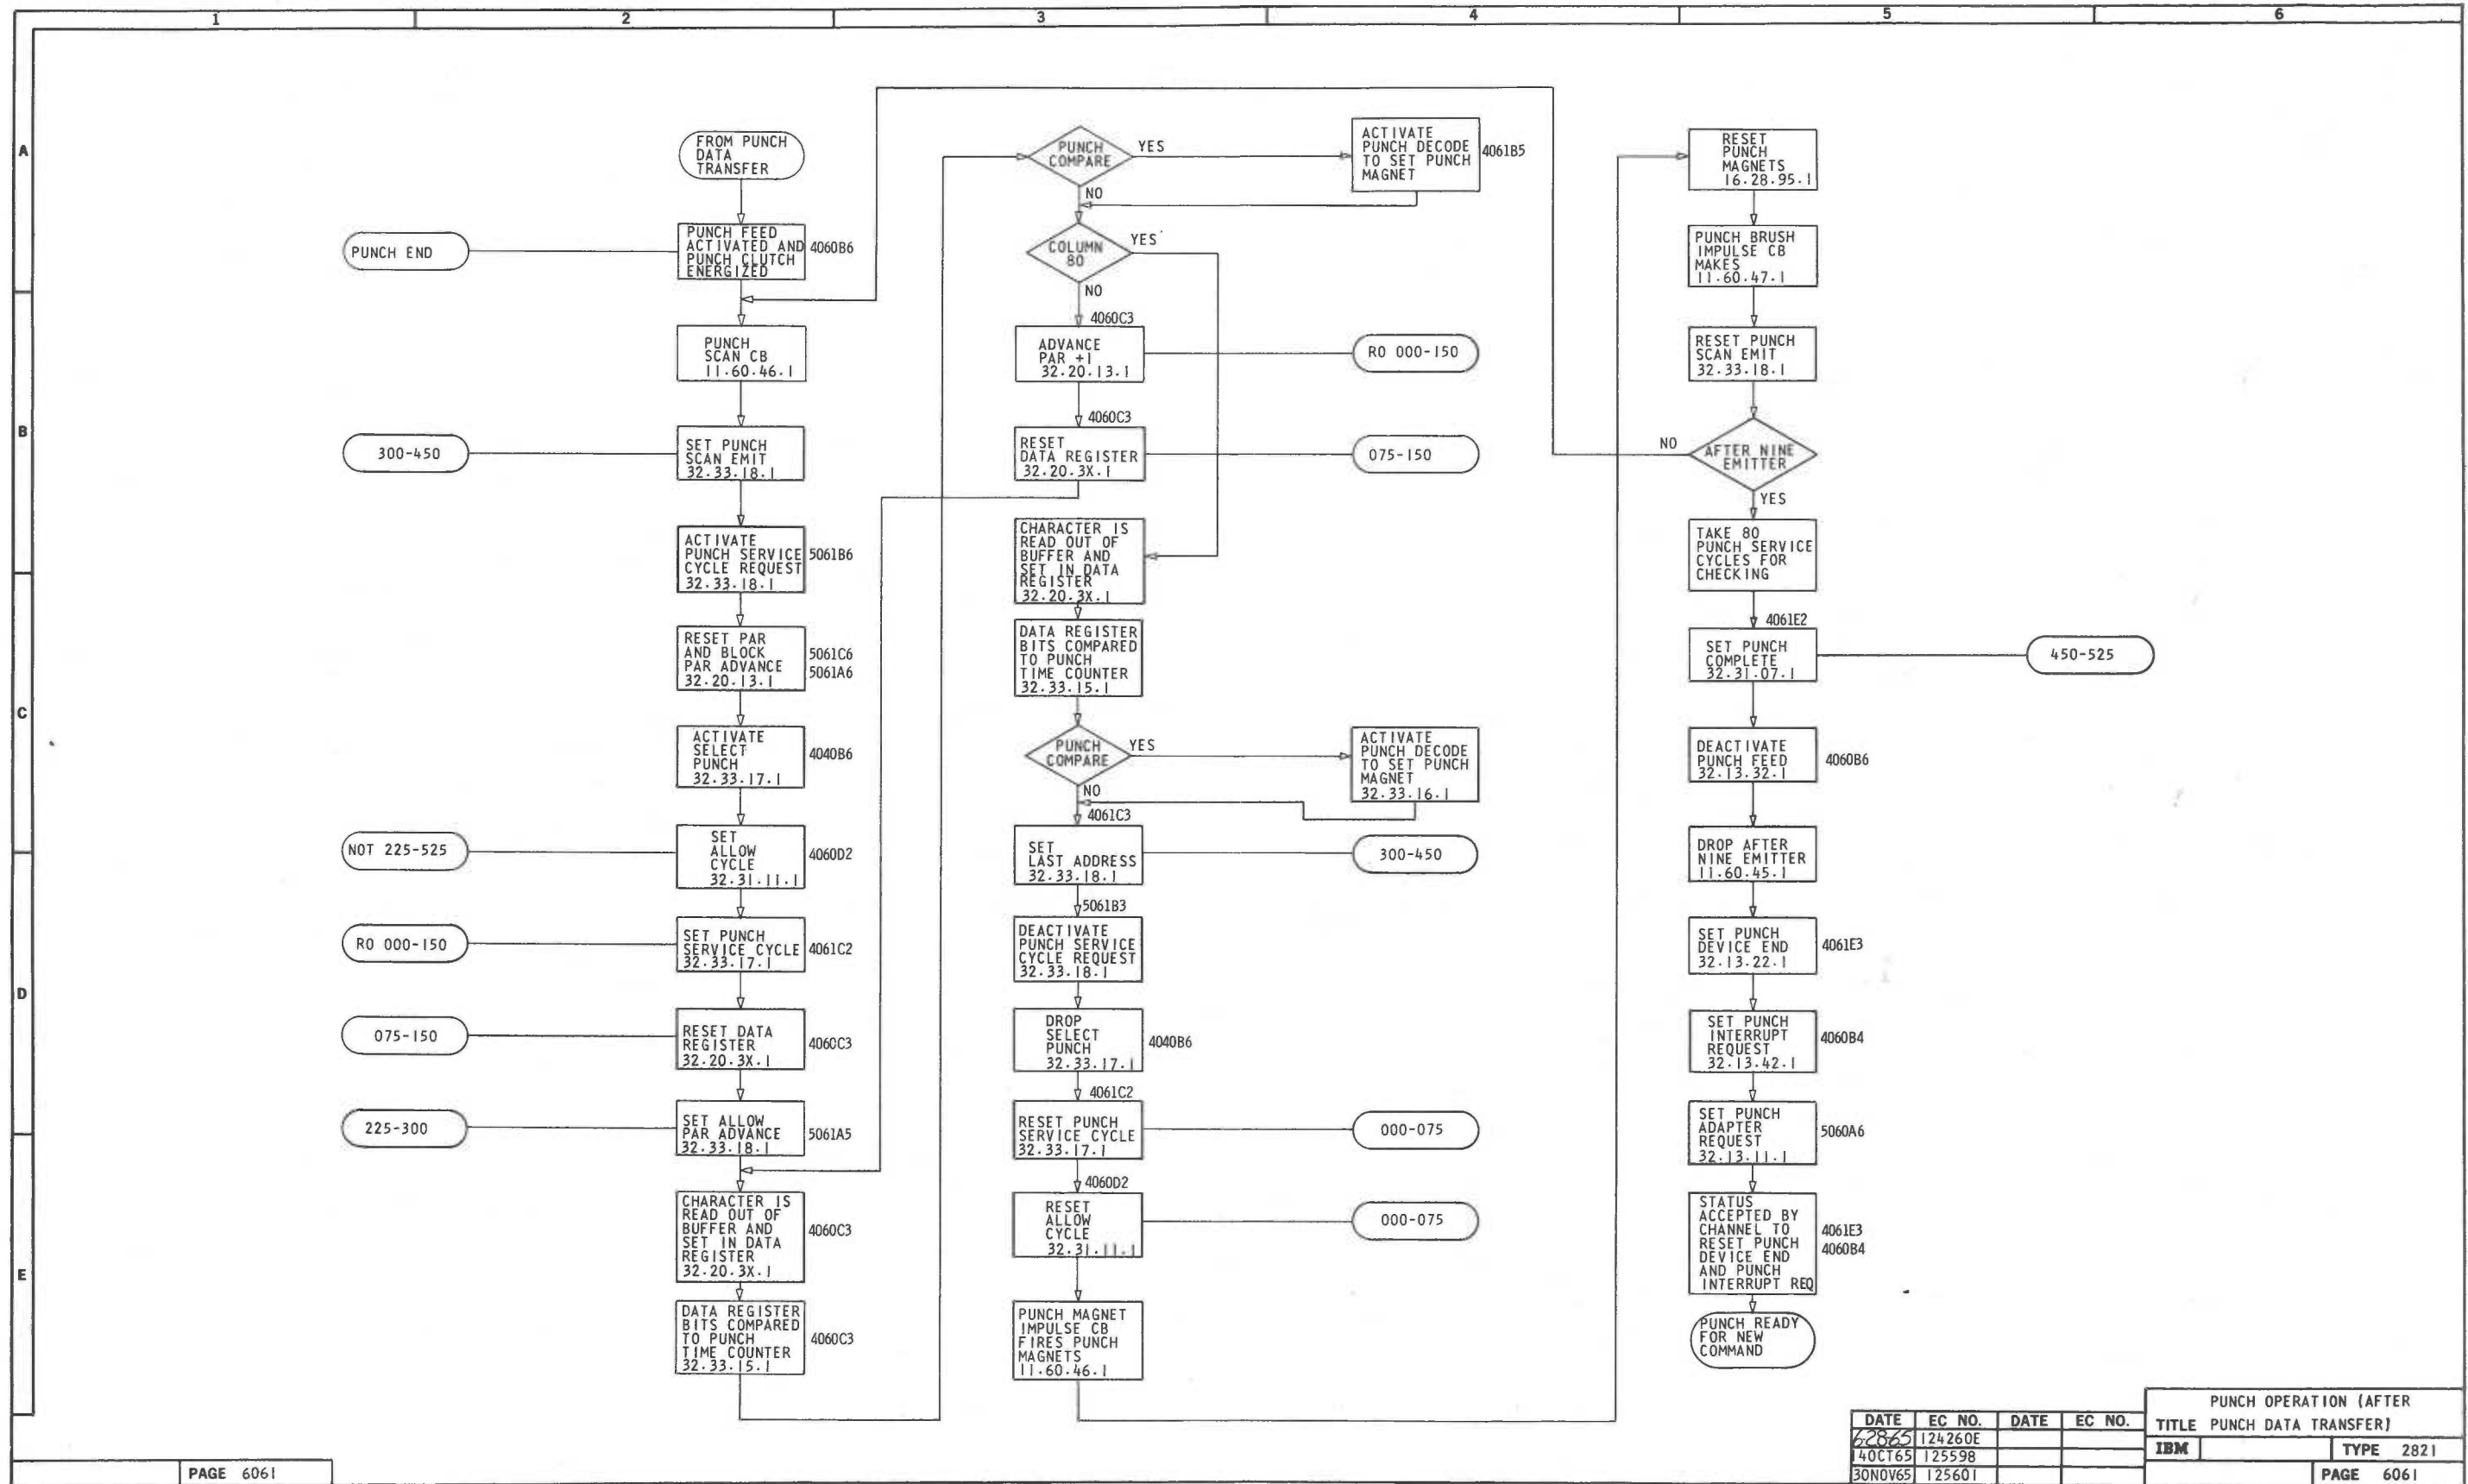 1 2 3 4 5 6
A
B
C
D
E
FROM PUNCH
DATA
TRANSFER
PUNCH END
PUNCH FEED
ACTIVATED AND
PUNCH CLUTCH
ENERGIZED
4060B6
PUNCH
SCAN CB
11.60.46.1
300-450
SET PUNCH
SCAN EMIT
32.33.18.1
ACTIVATE
PUNCH SERVICE
CYCLE REQUEST
32.33.18.1
5061B6
RESET PAR
AND BLOCK
PAR ADVANCE
32.20.13.1
5061C6
5061A6
ACTIVATE
SELECT
PUNCH
32.33.17.1
4040B6
NOT 225-525
SET
ALLOW
CYCLE
32.31.11.1
4060D2
RO 000-150
SET PUNCH
SERVICE CYCLE
32.33.17.1
4061C2
075-150
RESET DATA
REGISTER
32.20.3X.1
4060C3
225-300
SET ALLOW
PAR ADVANCE
32.33.18.1
5061A5
CHARACTER IS
READ OUT OF
BUFFER AND
SET IN DATA
REGISTER
32.20.3X.1
4060C3
DATA REGISTER
BITS COMPARED
TO PUNCH
TIME COUNTER
32.33.15.1
4060C3
PUNCH
COMPARE
YES
NO
ACTIVATE
PUNCH DECODE
TO SET PUNCH
MAGNET
4061B5
COLUMN
80
YES
NO
4060C3
ADVANCE
PAR +1
32.20.13.1
RO 000-150
4060C3
RESET
DATA REGISTER
32.20.3X.1
075-150
CHARACTER IS
READ OUT OF
BUFFER AND
SET IN DATA
REGISTER
32.20.3X.1
DATA REGISTER
BITS COMPARED
TO PUNCH
TIME COUNTER
32.33.15.1
PUNCH
COMPARE
YES
NO
ACTIVATE
PUNCH DECODE
TO SET PUNCH
MAGNET
32.33.16.1
4061C3
SET
LAST ADDRESS
32.33.18.1
300-450
5061B3
DEACTIVATE
PUNCH SERVICE
CYCLE REQUEST
32.33.18.1
DROP
SELECT
PUNCH
32.33.17.1
4040B6
4061C2
RESET PUNCH
SERVICE CYCLE
32.33.17.1
000-075
4060D2
RESET
ALLOW
CYCLE
32.31.11.1
000-075
PUNCH MAGNET
IMPULSE CB
FIRES PUNCH
MAGNETS
11.60.46.1
RESET
PUNCH
MAGNETS
16.28.95.1
PUNCH BRUSH
IMPULSE CB
MAKES
11.60.47.1
RESET PUNCH
SCAN EMIT
32.33.18.1
NO
AFTER NINE
EMITTER
YES
TAKE 80
PUNCH SERVICE
CYCLES FOR
CHECKING
4061E2
SET PUNCH
COMPLETE
32.31.07.1
450-525
DEACTIVATE
PUNCH FEED
32.13.32.1
4060B6
DROP AFTER
NINE EMITTER
11.60.45.1
SET PUNCH
DEVICE END
32.13.22.1
4061E3
SET PUNCH
INTERRUPT
REQUEST
32.13.42.1
4060B4
SET PUNCH
ADAPTER
REQUEST
32.13.11.1
5060A6
STATUS
ACCEPTED BY
CHANNEL TO
RESET PUNCH
DEVICE END
AND PUNCH
INTERRUPT REQ
4061E3
4060B4
PUNCH READY
FOR NEW
COMMAND
DATE EC NO. DATE EC NO.
6-28-65 124260E
140CT65 125598
30NOV65 125601
PUNCH OPERATION (AFTER
TITLE PUNCH DATA TRANSFER)
IBM TYPE 2821
PAGE 6061
PAGE 6061